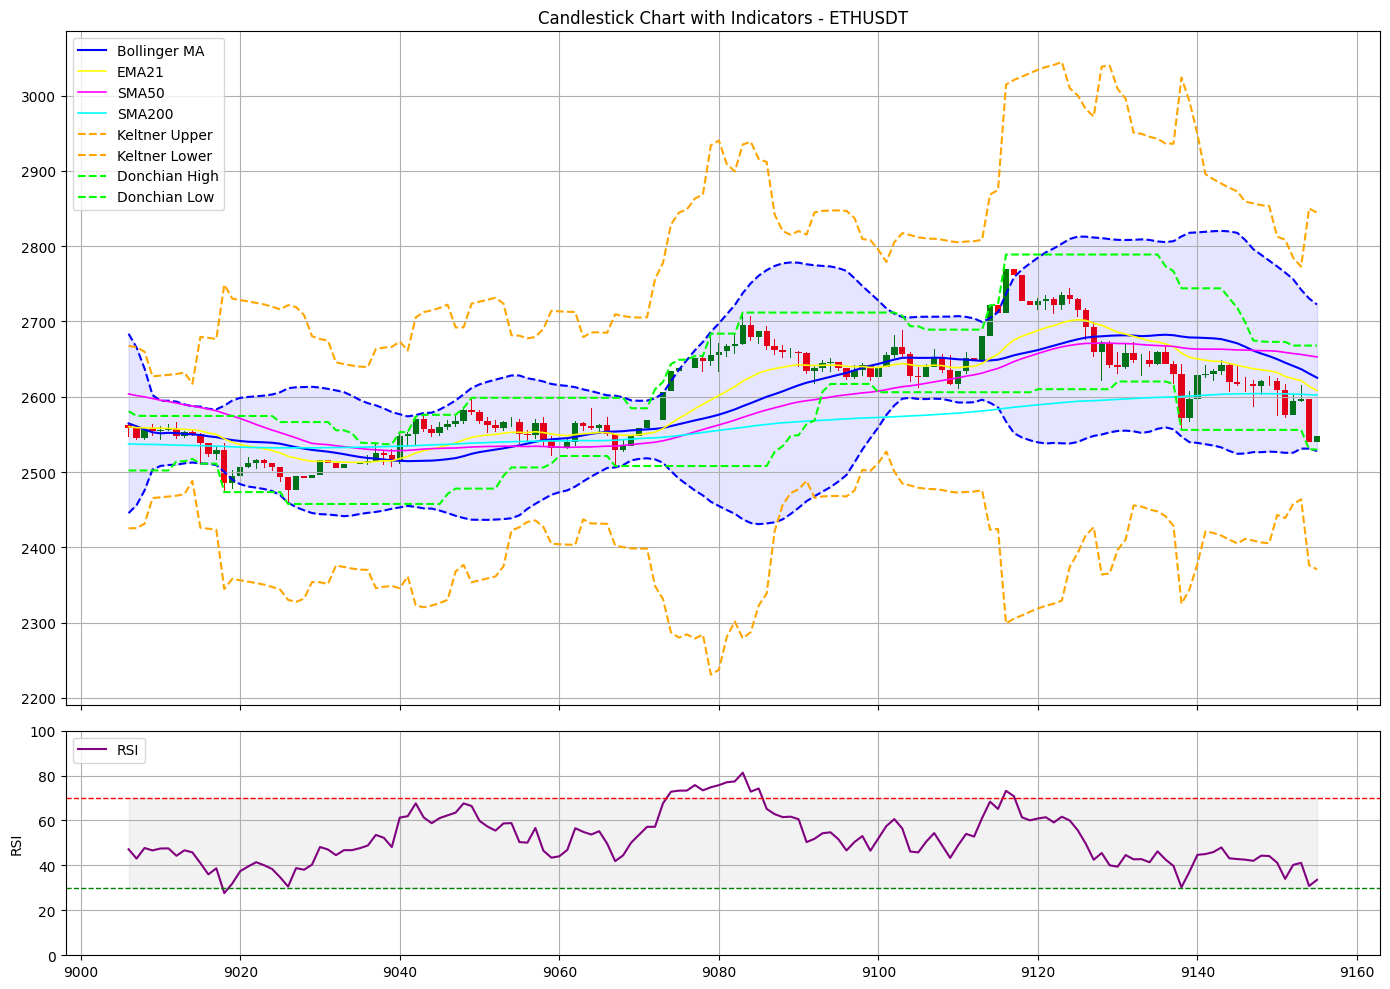 Candlestick Chart with Indicators - ETHUSDT
Bollinger MA
EMA21
SMA50
SMA200
Keltner Upper
Keltner Lower
Donchian High
Donchian Low
3000
2900
2800
2700
2600
2500
2400
2300
2200
RSI
100
80
60
40
20
0
RSI
9000 9020 9040 9060 9080 9100 9120 9140 9160